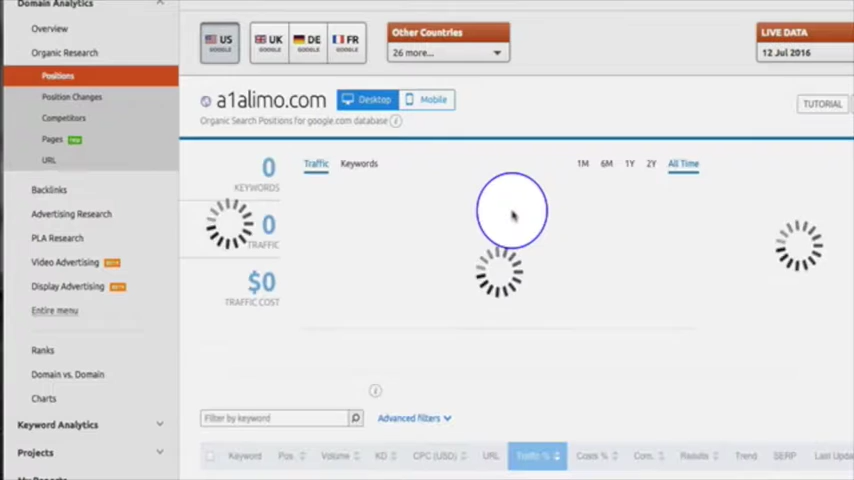 Domain Analytics
Overview
Organic Research
Positions
Position Changes
Competitors
Pages
URL
Backlinks
Advertising Research
PLA Research
Video Advertising BETA
Display Advertising BETA
Entire menu
Ranks
Domain vs. Domain
Charts
Keyword Analytics
Projects
US GOOGLE
UK GOOGLE
DE GOOGLE
FR GOOGLE
Other Countries
26 more...
LIVE DATA
12 Jul 2016
a1alimo.com
Desktop
Mobile
TUTORIAL
Organic Search Positions for google.com database
0
KEYWORDS
0
TRAFFIC
$0
TRAFFIC COST
Traffic Keywords
1M 6M 1Y 2Y All Time
Filter by keyword
Advanced filters
Keyword Pos. Volume KD CPC (USD) URL Traffic % Costs % Com. Results Trend SERP Last Upda